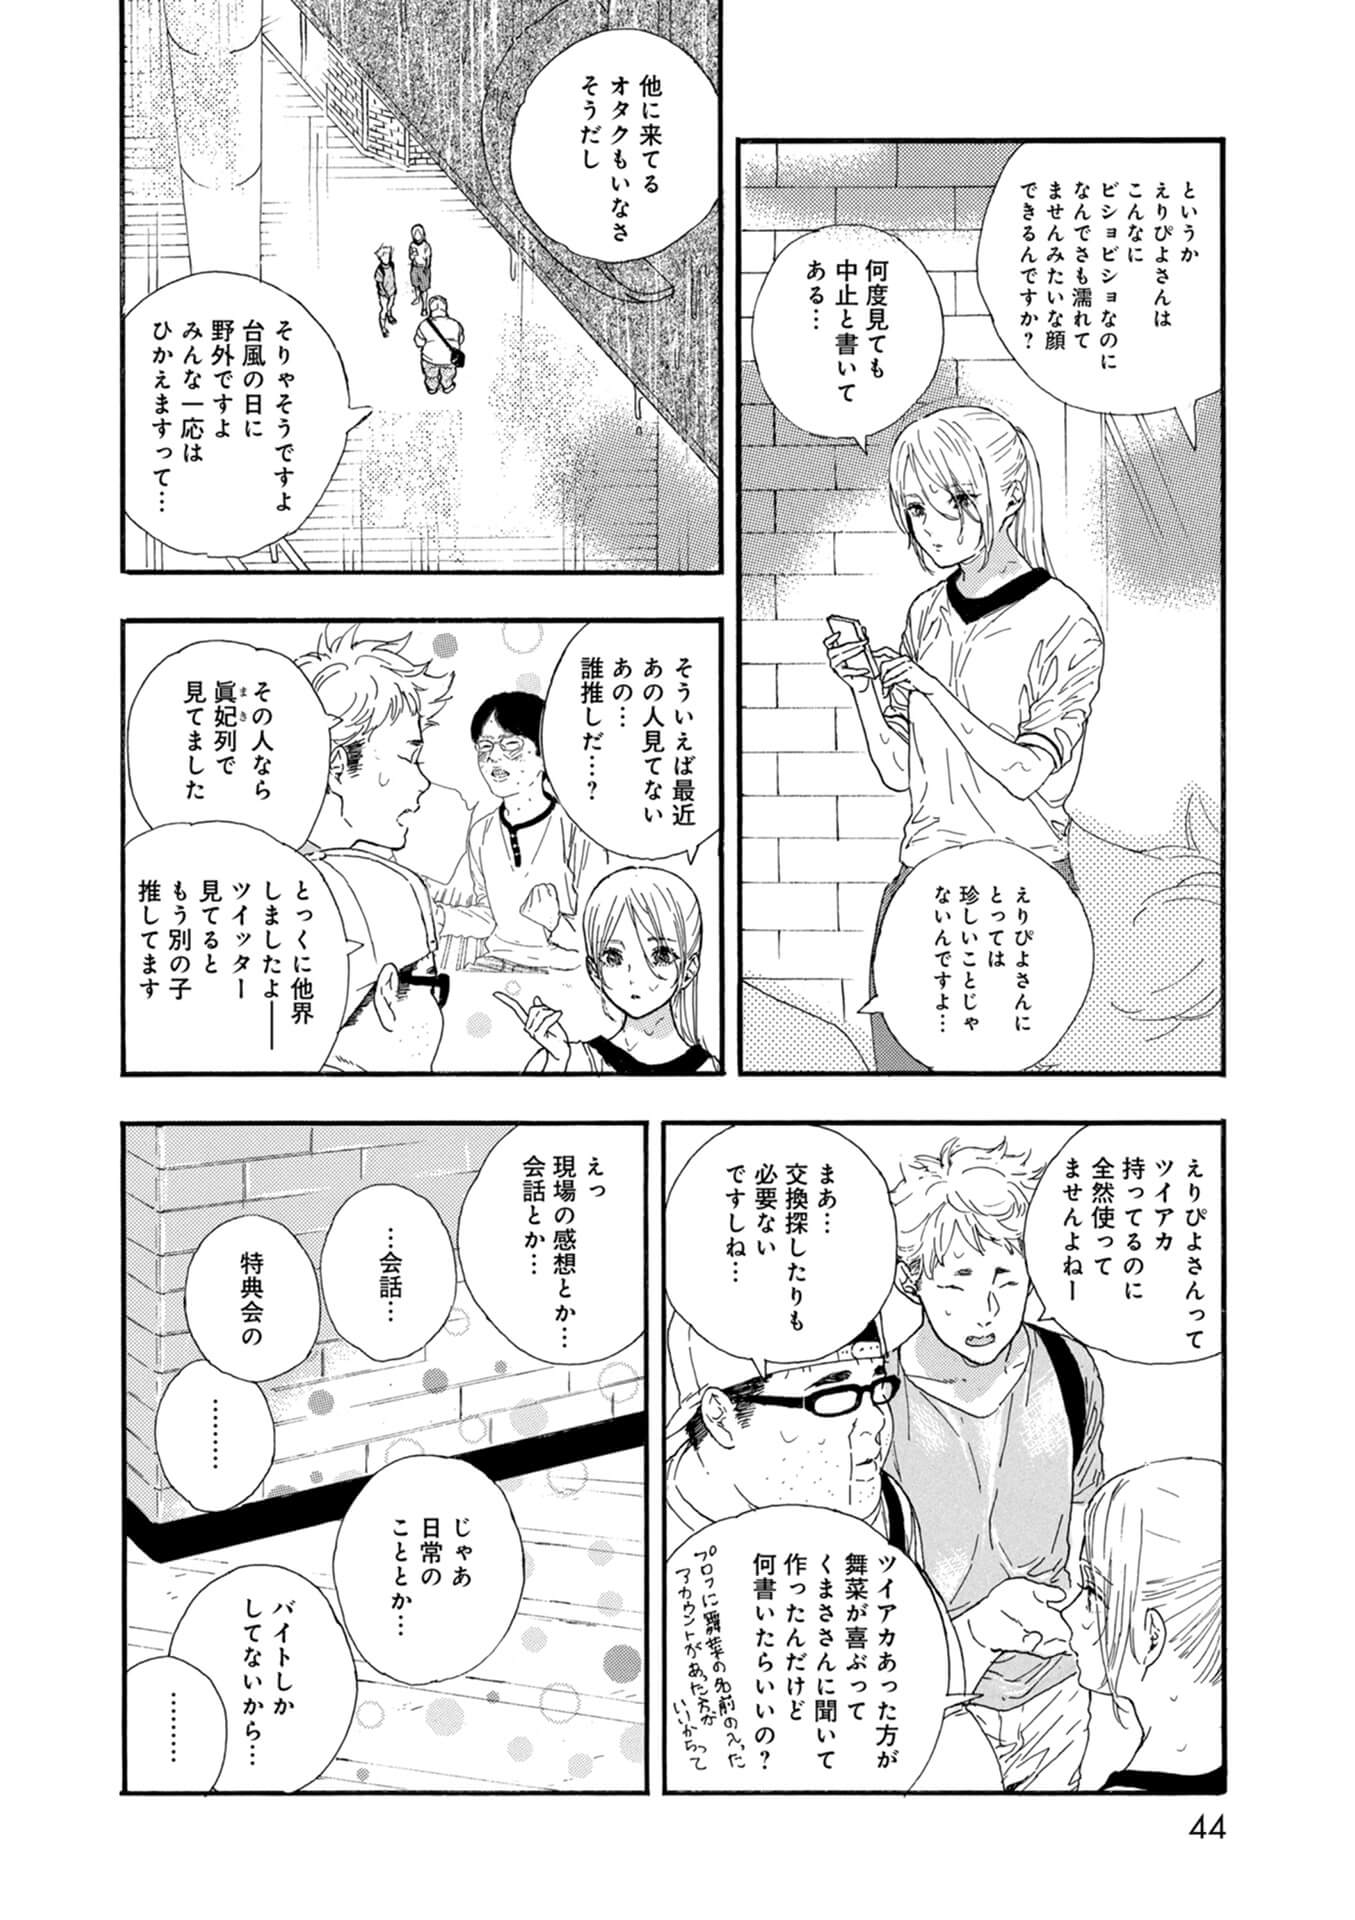 というか
えりぴよさんは
こんなに
ビショビショなのに
なんでさも濡れて
ませんみたいな顔
できるんですか?
何度見ても
中止と書いて
ある…
えりぴよさんに
とっては
珍しいことじゃ
ないんですよ…
他に来てる
オタクもいなさ
そうだし
そりゃそうですよ
台風の日に
野外ですよ
みんな一応は
ひかえますって…
そういえば最近
あの人見てない
あの…
誰推しだ…?
その人なら
眞妃列で
まき
見てました
とっくに他界
しましたよ──
ツイッター
見てると
もう別の子
推してます
えりぴよさんって
ツイアカ
持ってるのに
全然使って
ませんよねー
まあ…
交換探したりも
必要ない
ですしね…
ツイアカあった方が
舞菜が喜ぶって
くまささんに聞いて
作ったんだけど
何書いたらいいの?
プロフに舞菜の名前の入った
アカウントがあった方が
いいからって
えっ
現場の感想とか…
会話とか…
…会話…
特典会の
………
じゃあ
日常の
こととか…
バイトしか
してないから…
………
44